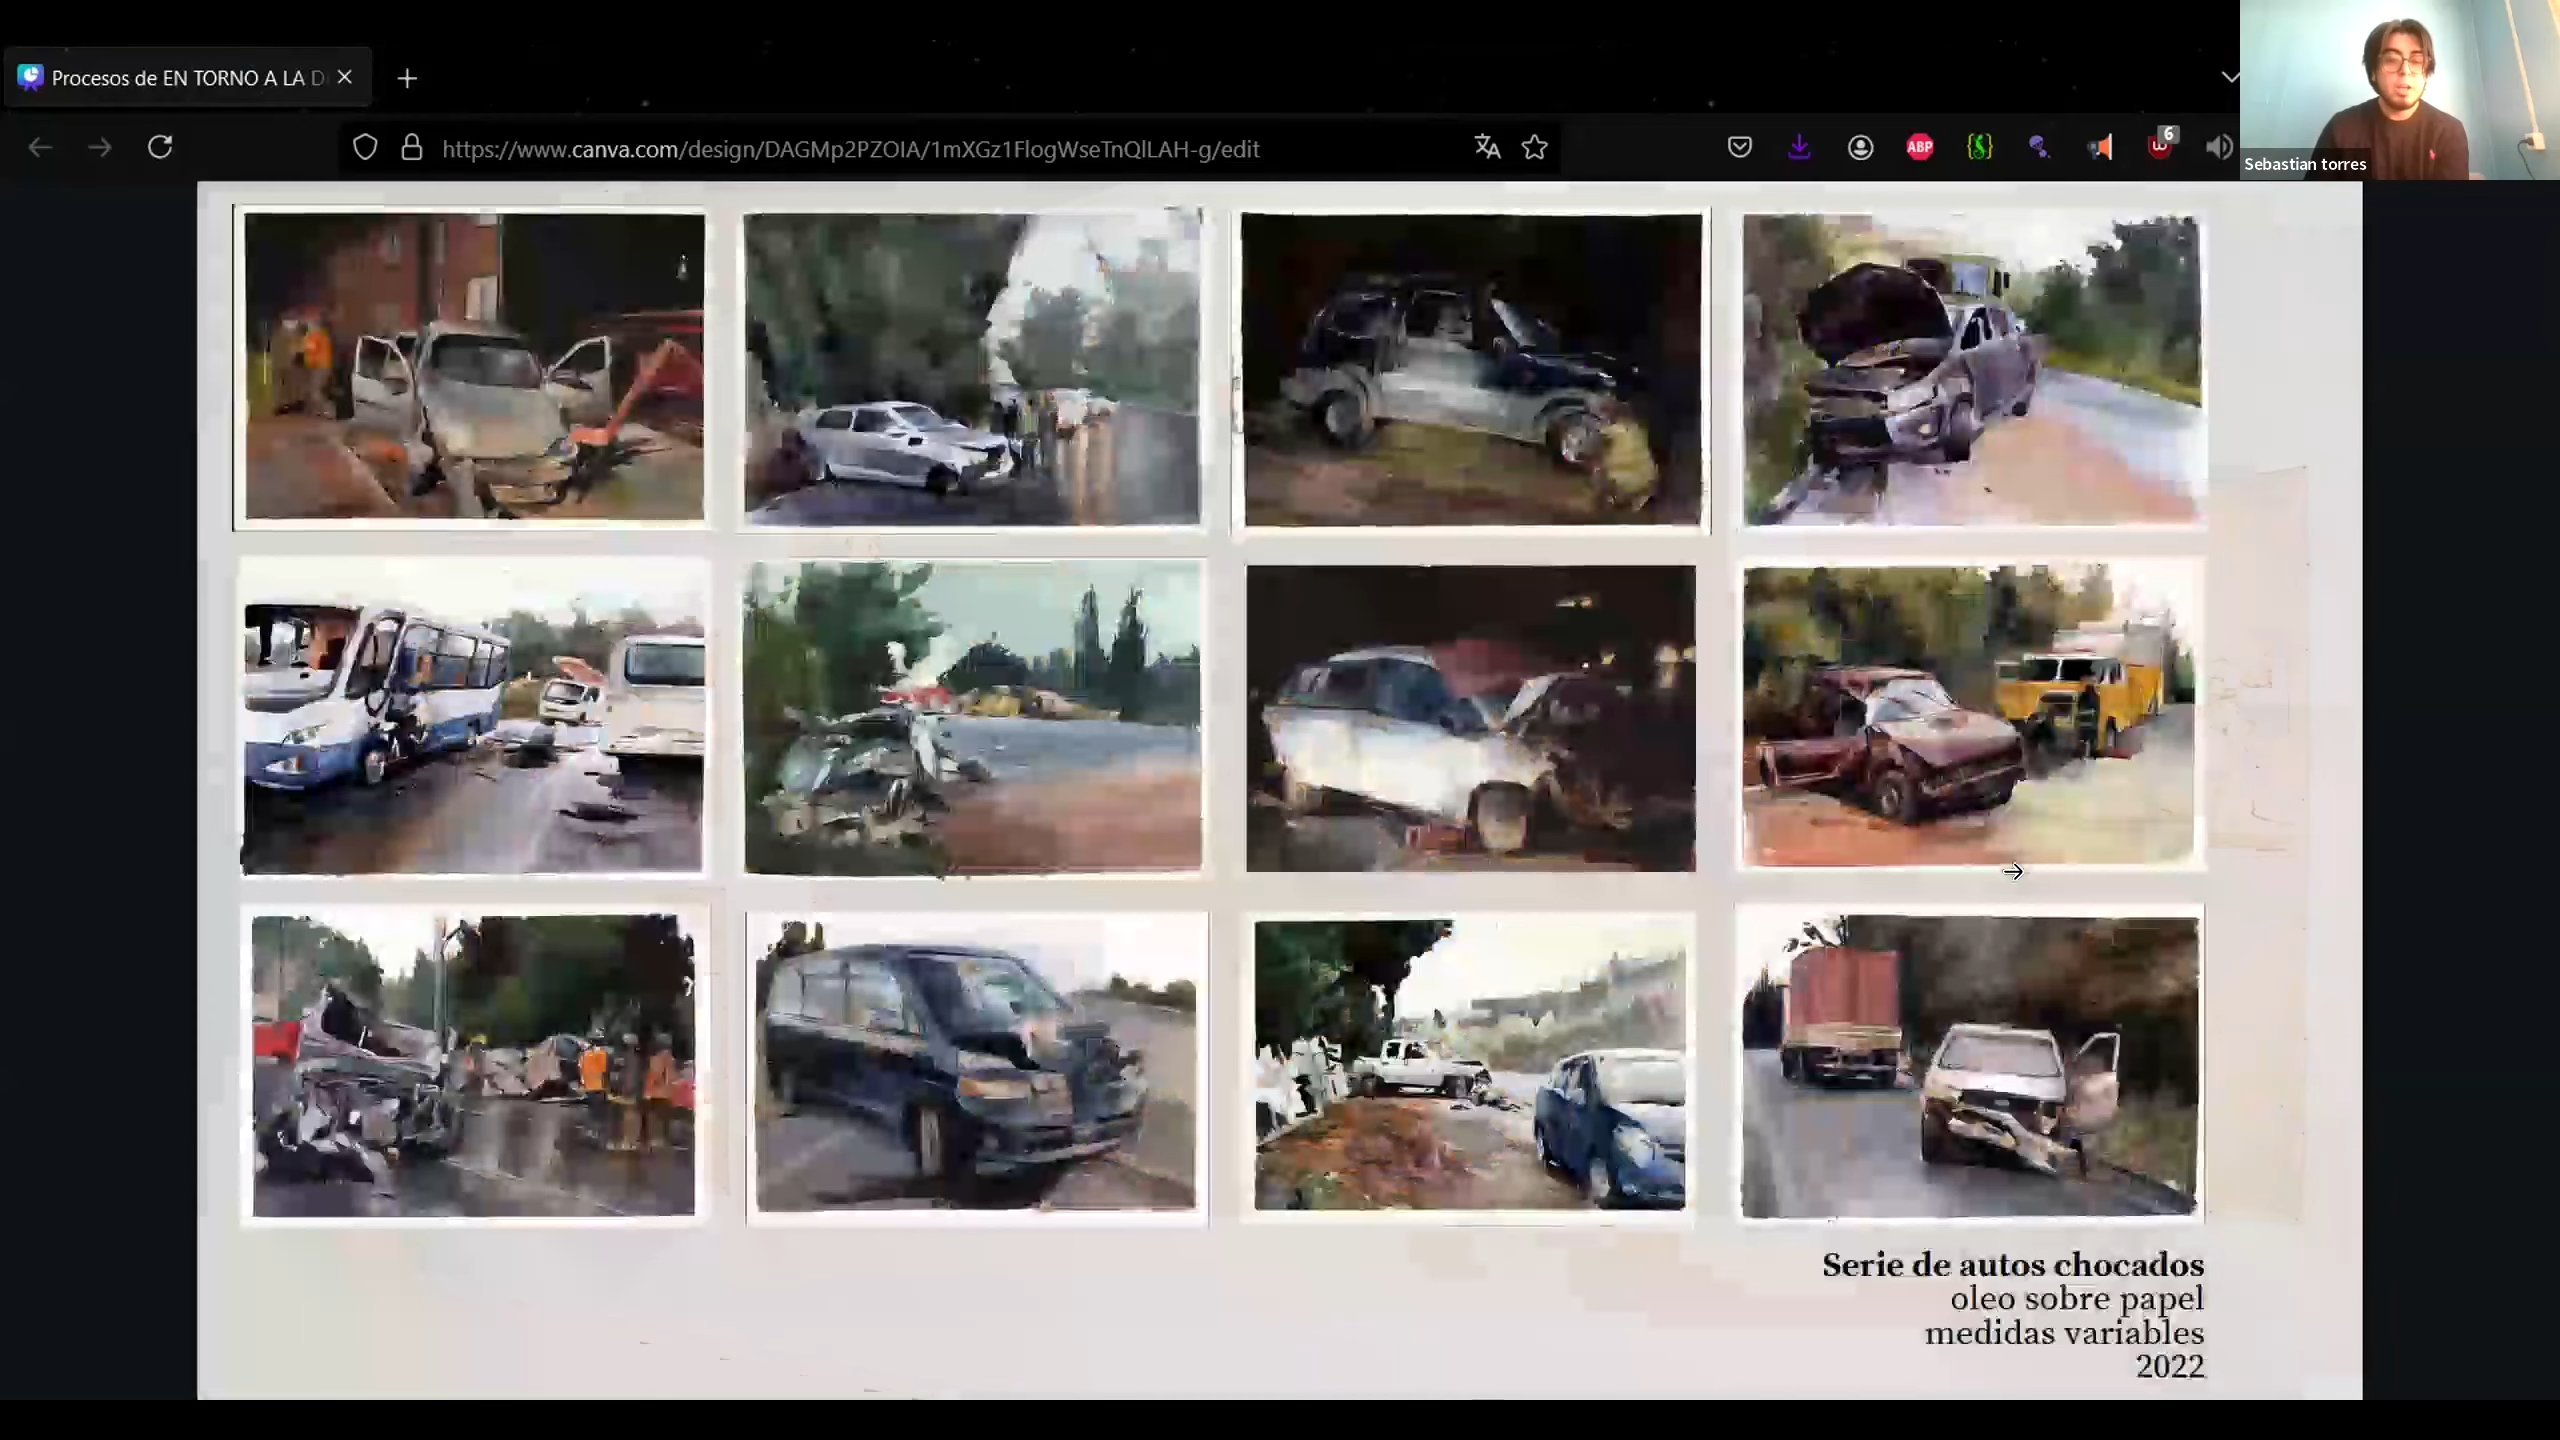 Procesos de EN TORNO A LA D
https://www.canva.com/design/DAGMp2PZOIA/1mXGz1FlogWseTnQlLAH-g/edit
ABP
6
Sebastian torres
Serie de autos chocados
oleo sobre papel
medidas variables
2022